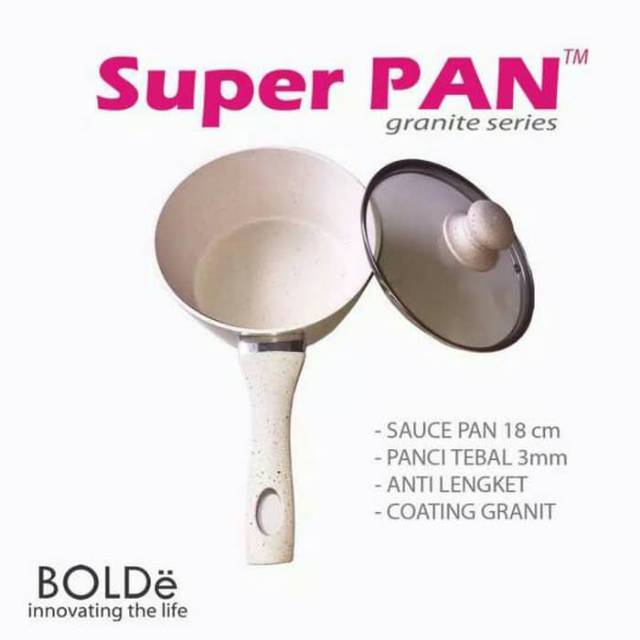 Super PAN™
granite series
- SAUCE PAN 18 cm
- PANCI TEBAL 3mm
- ANTI LENGKET
- COATING GRANIT
BOLDë
innovating the life